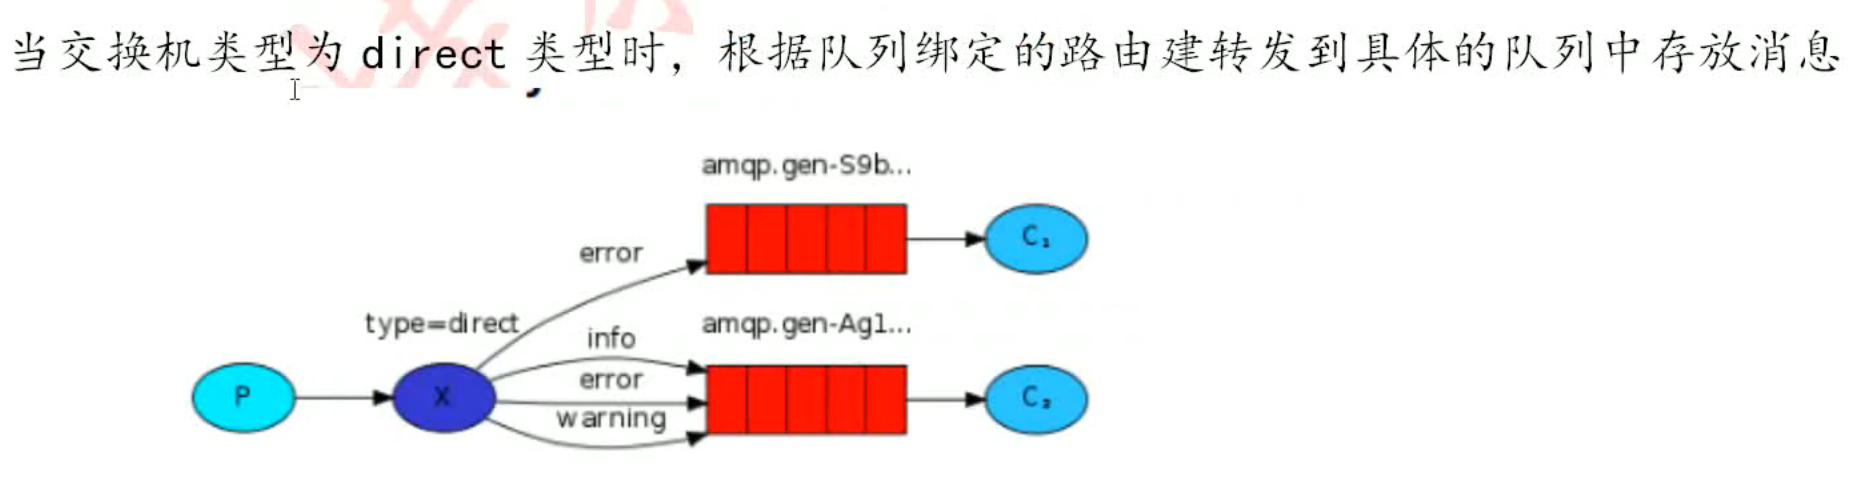 当交换机类型为 direct 类型时，根据队列绑定的路由建转发到具体的队列中存放消息
amqp.gen-S9b...
C₁
error
type=direct
info
amqp.gen-Ag1...
P
X
error
C₂
warning